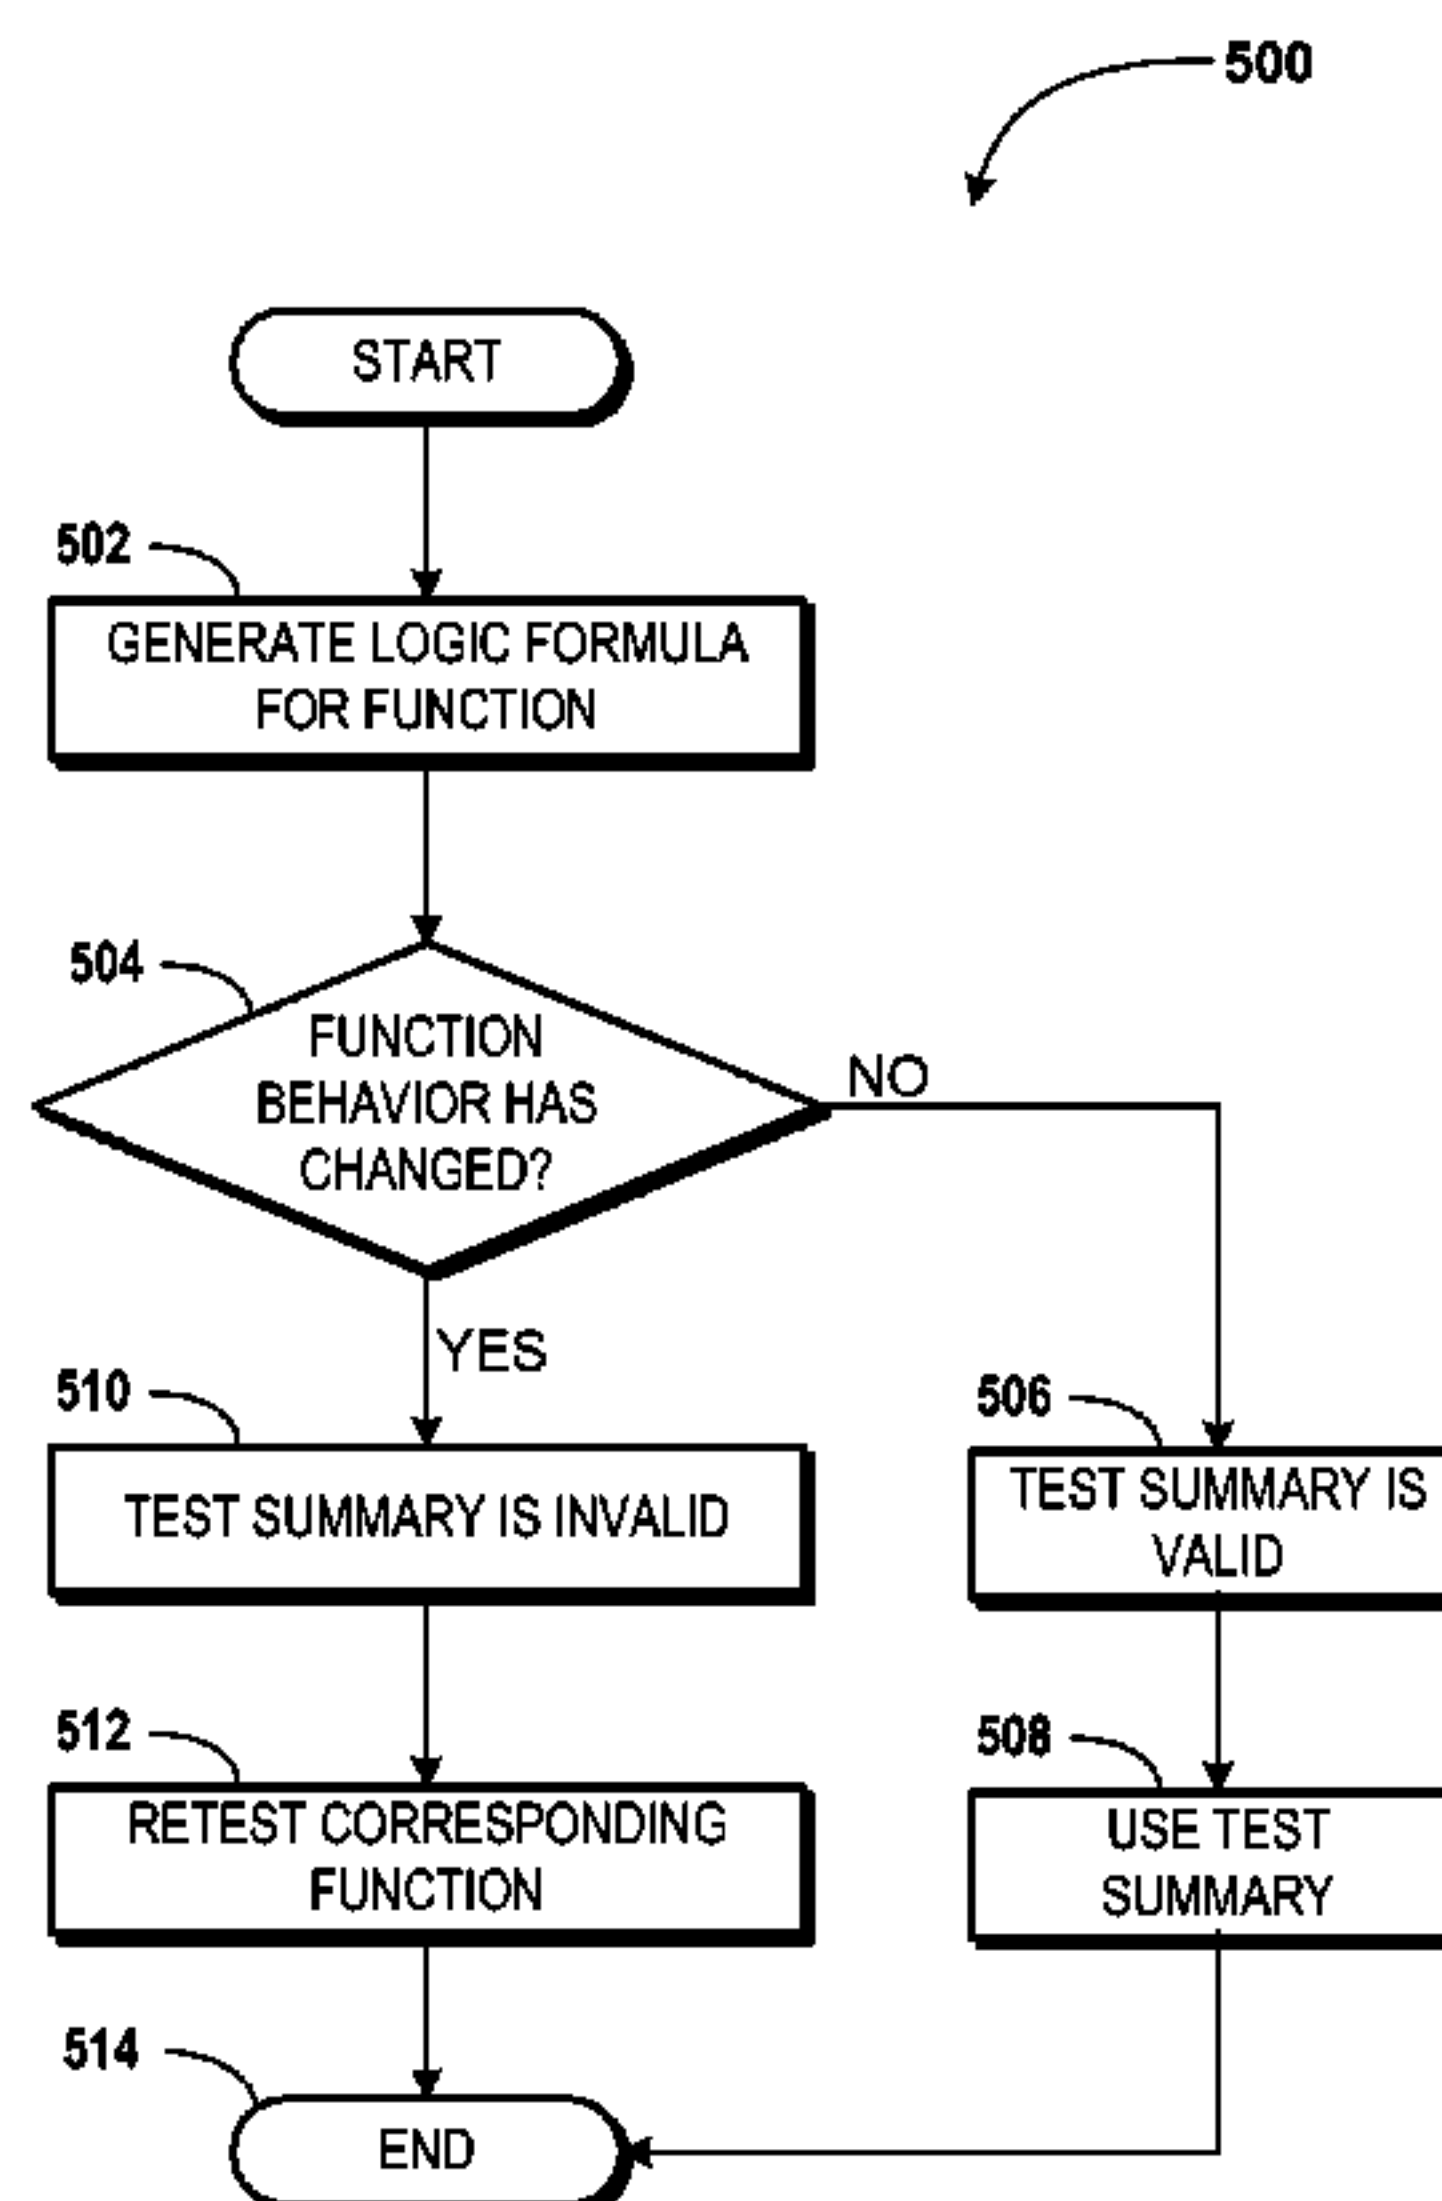 500
START
502
GENERATE LOGIC FORMULA
FOR FUNCTION
504
FUNCTION
BEHAVIOR HAS
CHANGED?
NO
YES
510
TEST SUMMARY IS INVALID
506
TEST SUMMARY IS
VALID
512
RETEST CORRESPONDING
FUNCTION
508
USE TEST
SUMMARY
514
END